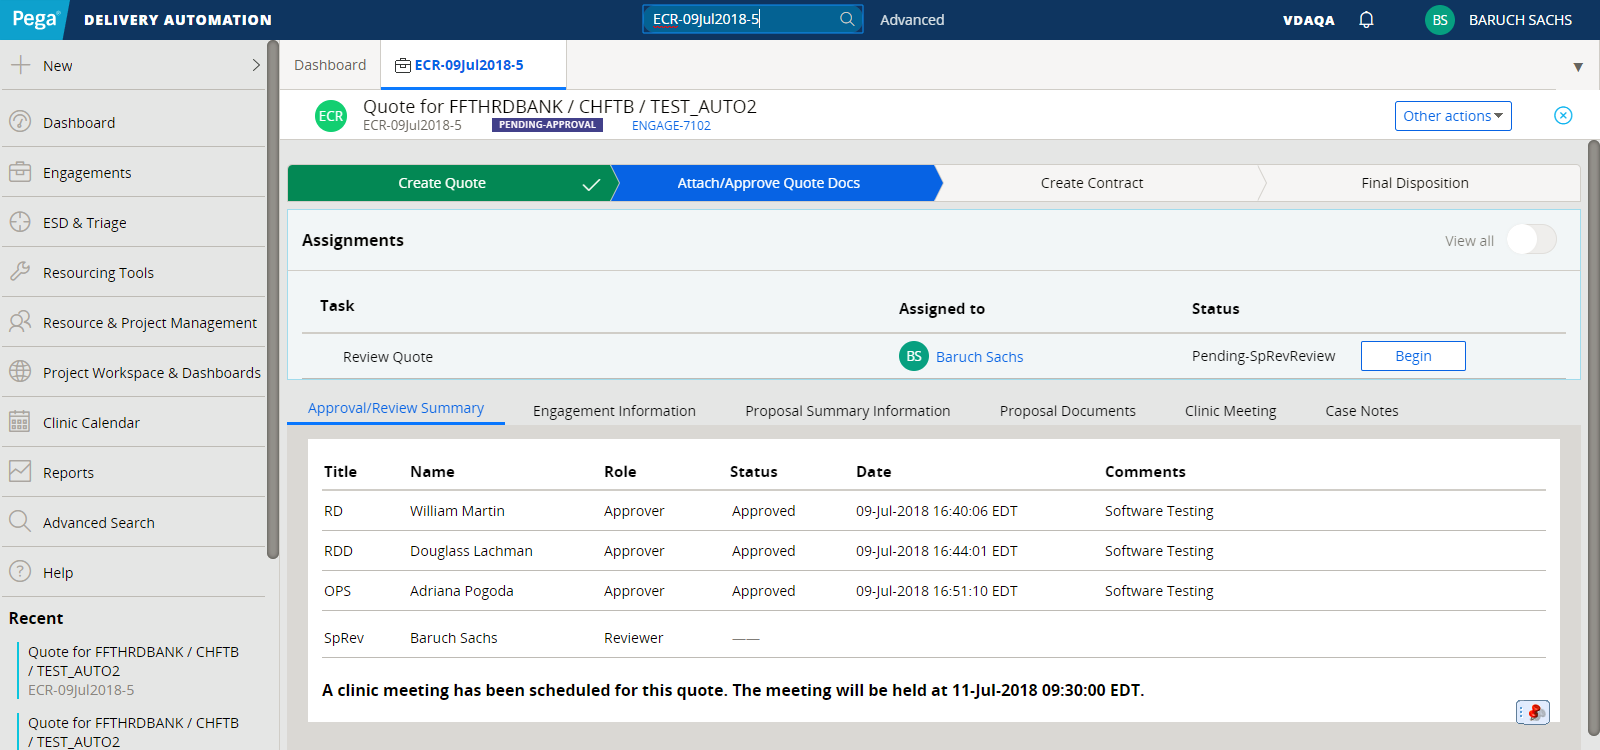 Pega
DELIVERY AUTOMATION
ECR-09Jul2018-5
Advanced
VDAQA
BS
BARUCH SACHS
New
Dashboard
Engagements
ESD & Triage
Resourcing Tools
Resource & Project Management
Project Workspace & Dashboards
Clinic Calendar
Reports
Advanced Search
Help
Recent
Quote for FFTHRDBANK / CHFTB
/ TEST_AUTO2
ECR-09Jul2018-5
Quote for FFTHRDBANK / CHFTB
/ TEST_AUTO2
Dashboard
ECR-09Jul2018-5
ECR
Quote for FFTHRDBANK / CHFTB / TEST_AUTO2
ECR-09Jul2018-5 PENDING-APPROVAL ENGAGE-7102
Other actions
Create Quote
Attach/Approve Quote Docs
Create Contract
Final Disposition
Assignments
View all
Task Assigned to Status
Review Quote BS Baruch Sachs Pending-SpRevReview Begin
Approval/Review Summary Engagement Information Proposal Summary Information Proposal Documents Clinic Meeting Case Notes
Title Name Role Status Date Comments
RD William Martin Approver Approved 09-Jul-2018 16:40:06 EDT Software Testing
RDD Douglass Lachman Approver Approved 09-Jul-2018 16:44:01 EDT Software Testing
OPS Adriana Pogoda Approver Approved 09-Jul-2018 16:51:10 EDT Software Testing
SpRev Baruch Sachs Reviewer ——
A clinic meeting has been scheduled for this quote. The meeting will be held at 11-Jul-2018 09:30:00 EDT.